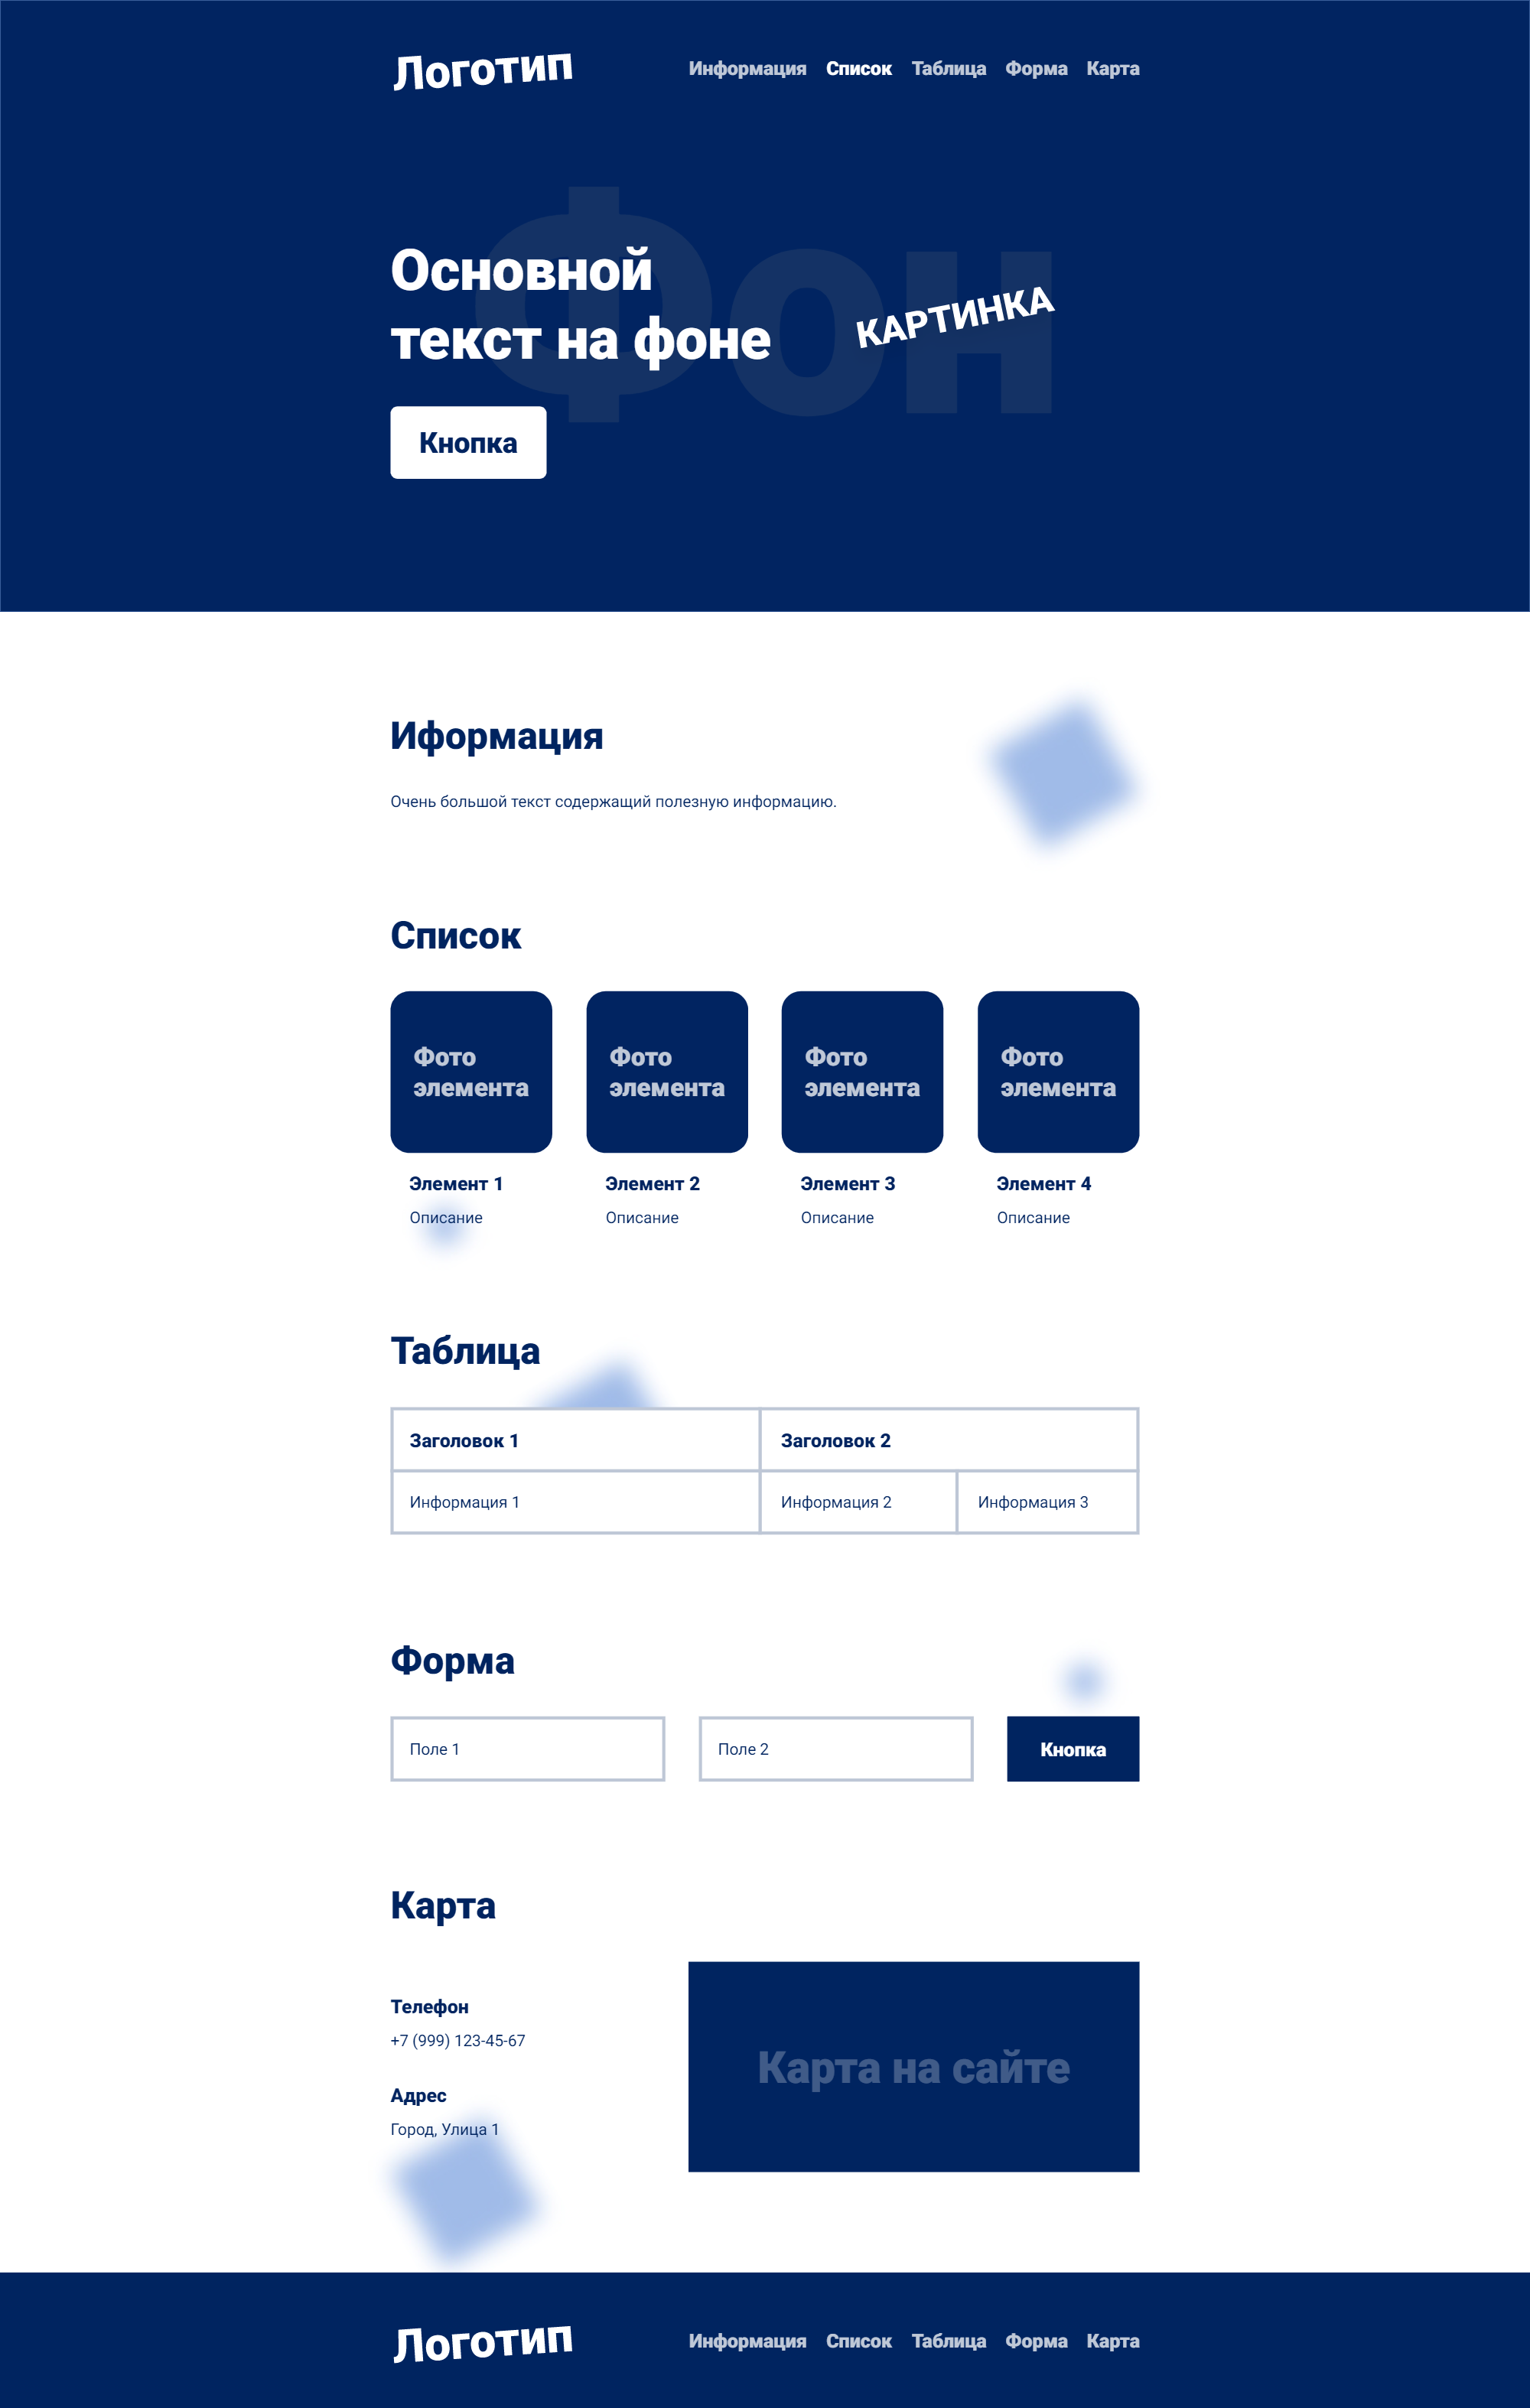 Логотип
Информация Список Таблица Форма Карта
Фон
Основной
текст на фоне
КАРТИНКА
Кнопка
Иформация
Очень большой текст содержащий полезную информацию.
Список
Фото
элемента
Фото
элемента
Фото
элемента
Фото
элемента
Элемент 1
Описание
Элемент 2
Описание
Элемент 3
Описание
Элемент 4
Описание
Таблица
Заголовок 1 Заголовок 2
Информация 1 Информация 2 Информация 3
Форма
Поле 1 Поле 2 Кнопка
Карта
Телефон
+7 (999) 123-45-67
Адрес
Город, Улица 1
Карта на сайте
Логотип
Информация Список Таблица Форма Карта